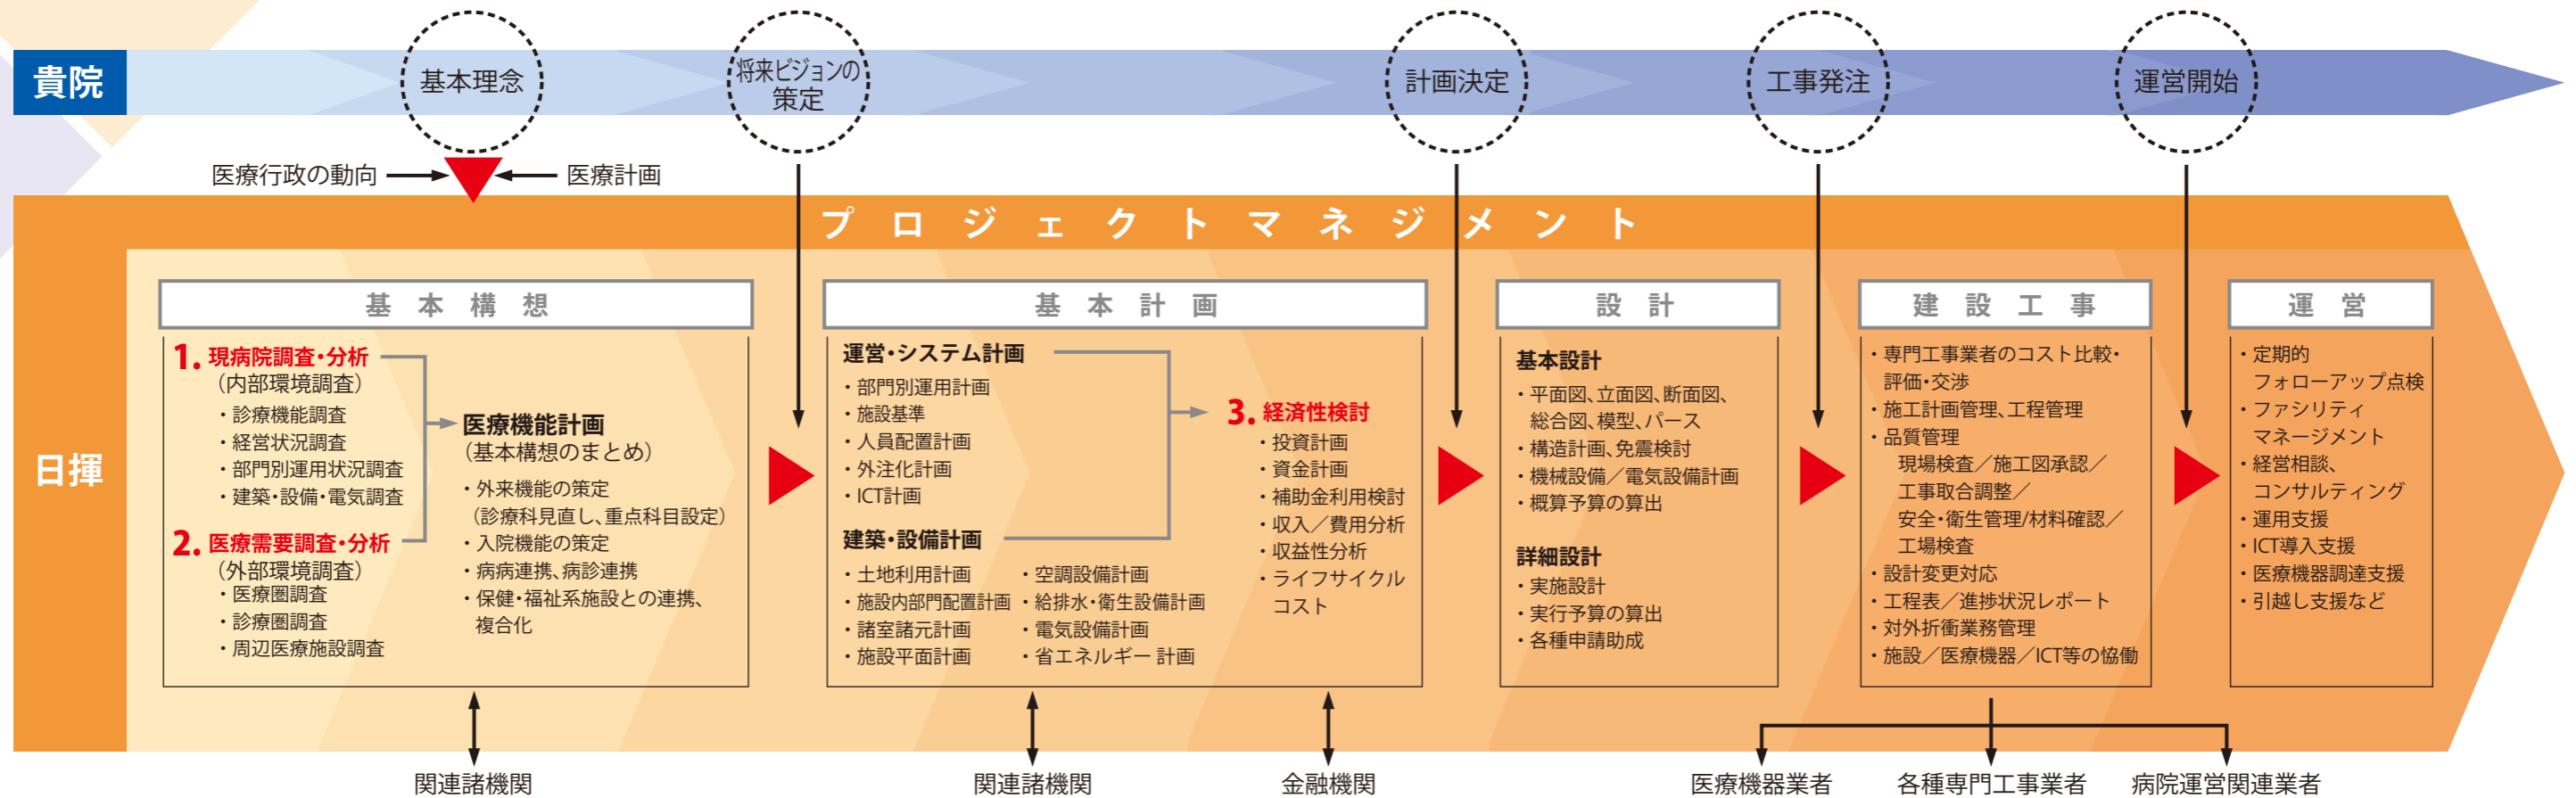 貴院
基本理念
将来ビジョンの
策定
計画決定
工事発注
運営開始
医療行政の動向
医療計画
プロジェクトマネジメント
日揮
基本構想
1. 現病院調査・分析
（内部環境調査）
・診療機能調査
・経営状況調査
・部門別運用状況調査
・建築・設備・電気調査
2. 医療需要調査・分析
（外部環境調査）
・医療圏調査
・診療圏調査
・周辺医療施設調査
医療機能計画
（基本構想のまとめ）
・外来機能の策定
（診療科見直し、重点科目設定）
・入院機能の策定
・病病連携、病診連携
・保健・福祉系施設との連携、
複合化
基本計画
運営・システム計画
・部門別運用計画
・施設基準
・人員配置計画
・外注化計画
・ICT計画
建築・設備計画
・土地利用計画
・施設内部門配置計画
・諸室諸元計画
・施設平面計画
・空調設備計画
・給排水・衛生設備計画
・電気設備計画
・省エネルギー 計画
3. 経済性検討
・投資計画
・資金計画
・補助金利用検討
・収入／費用分析
・収益性分析
・ライフサイクル
コスト
設計
基本設計
・平面図、立面図、断面図、
総合図、模型、パース
・構造計画、免震検討
・機械設備／電気設備計画
・概算予算の算出
詳細設計
・実施設計
・実行予算の算出
・各種申請助成
建設工事
・専門工事業者のコスト比較・
評価・交渉
・施工計画管理、工程管理
・品質管理
現場検査／施工図承認／
工事取合調整／
安全・衛生管理/材料確認／
工場検査
・設計変更対応
・工程表／進捗状況レポート
・対外折衝業務管理
・施設／医療機器／ICT等の恊働
運営
・定期的
フォローアップ点検
・ファシリティ
マネージメント
・経営相談、
コンサルティング
・運用支援
・ICT導入支援
・医療機器調達支援
・引越し支援など
関連諸機関
関連諸機関
金融機関
医療機器業者
各種専門工事業者
病院運営関連業者